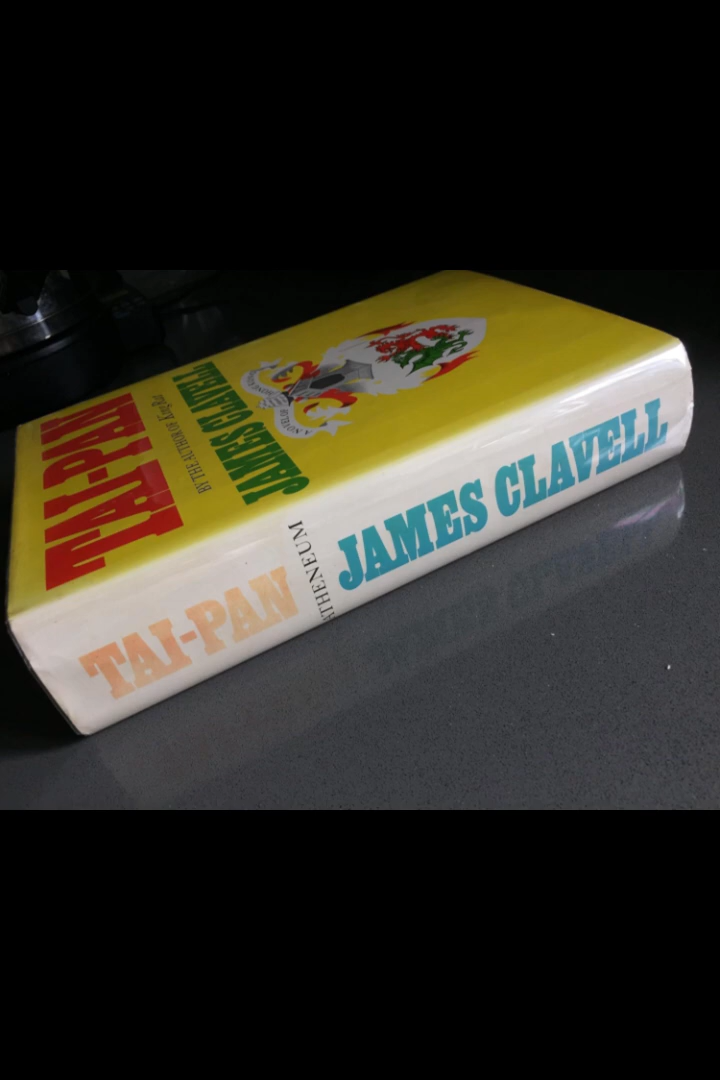 TAI-PAN
BY THE AUTHOR OF King Rat
JAMES CLAVELL
A NOVEL OF HONG KONG
TAI-PAN
ATHENEUM
JAMES CLAVELL